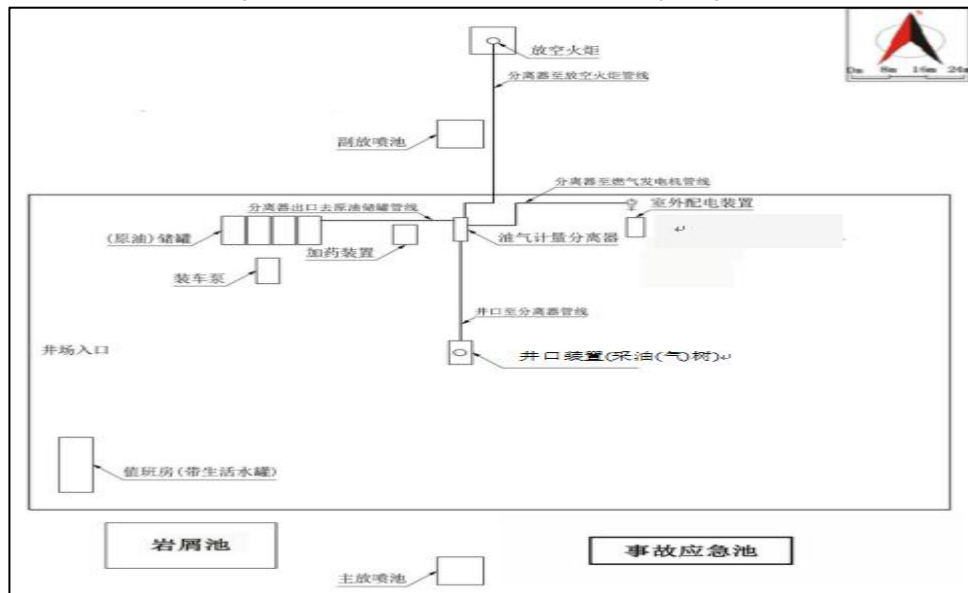 放空火炬
0m 8m 16m 24m
分离器至放空火炬管线
副放喷池
分离器至燃气发电机管线
分离器出口去原油储罐管线
室外配电装置
(原油)储罐
加药装置
油气计量分离器
装车泵
井口至分离器管线
井场入口
井口装置(采油(气)树)
值班房(带生活水罐)
岩屑池
事故应急池
主放喷池